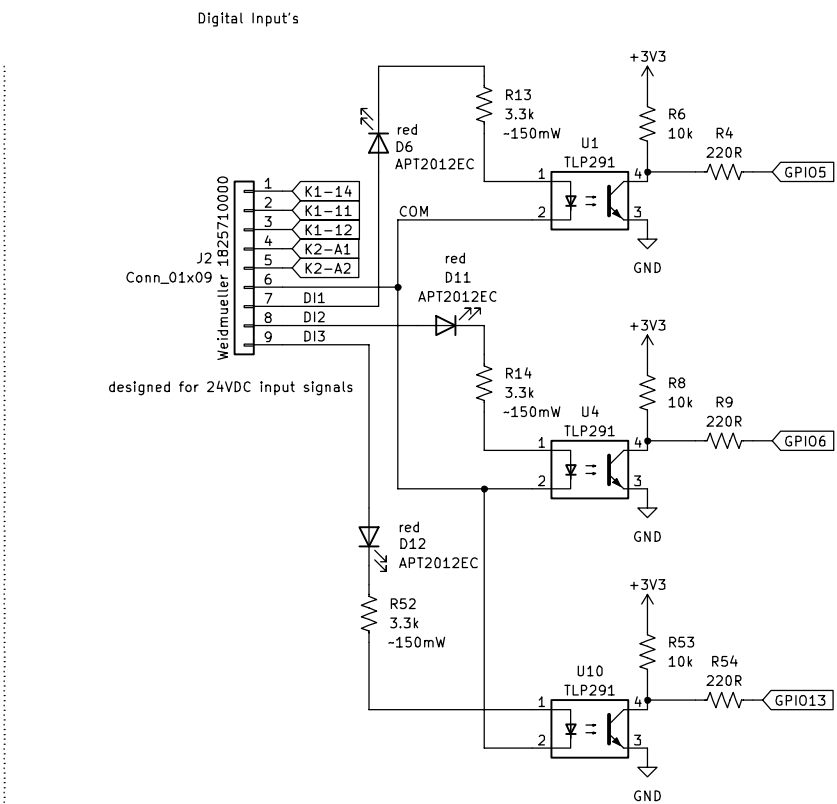 Digital Input's
+3V3
R13
3.3k
~150mW
R6
10k
R4
220R
GPIO5
U1
TLP291
1
2
4
3
GND
red
D6
APT2012EC
Weidmueller 1825710000
J2
Conn_01x09
1
K1-14
2
K1-11
3
K1-12
4
K2-A1
5
K2-A2
6
7
DI1
8
DI2
9
DI3
COM
red
D11
APT2012EC
designed for 24VDC input signals
+3V3
R14
3.3k
~150mW
R8
10k
R9
220R
GPIO6
U4
TLP291
1
2
4
3
GND
red
D12
APT2012EC
R52
3.3k
~150mW
+3V3
R53
10k
R54
220R
GPIO13
U10
TLP291
1
2
4
3
GND